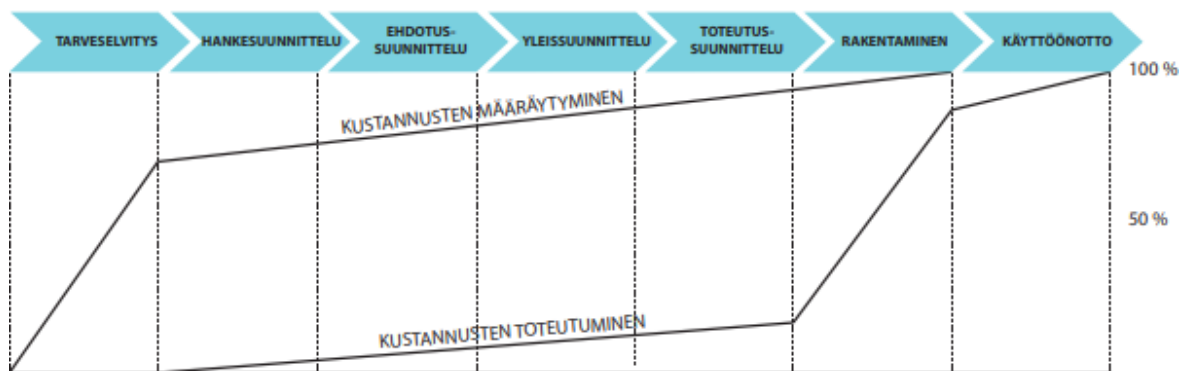 TARVESELVITYS
HANKESUUNNITTELU
EHDOTUS-
SUUNNITTELU
YLEISSUUNNITTELU
TOTEUTUS-
SUUNNITTELU
RAKENTAMINEN
KÄYTTÖÖNOTTO
100 %
KUSTANNUSTEN MÄÄRÄYTYMINEN
50 %
KUSTANNUSTEN TOTEUTUMINEN